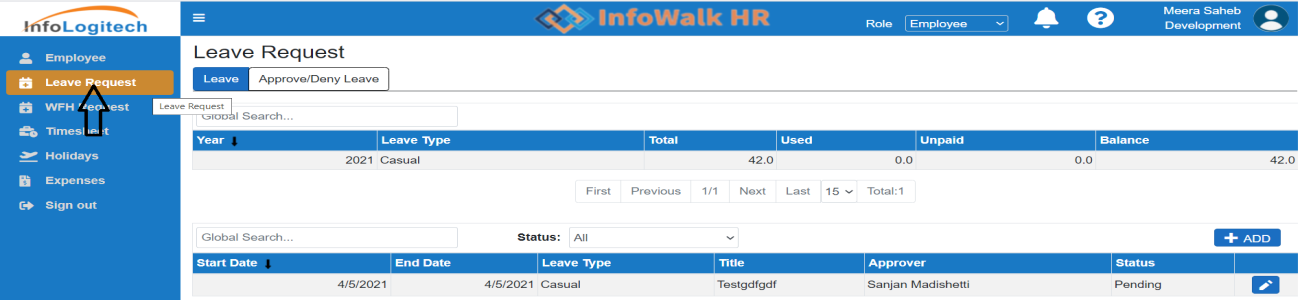 InfoLogitech
InfoWalk HR
Role Employee
Meera Saheb
Development
Employee
Leave Request
WFH Request
Timesheet
Holidays
Expenses
Sign out
Leave Request
Leave Request
Leave Approve/Deny Leave
Global Search...
Year Leave Type Total Used Unpaid Balance
2021 Casual 42.0 0.0 0.0 42.0
First Previous 1/1 Next Last 15 Total:1
Global Search... Status: All ADD
Start Date End Date Leave Type Title Approver Status
4/5/2021 4/5/2021 Casual Testgdfgdf Sanjan Madishetti Pending